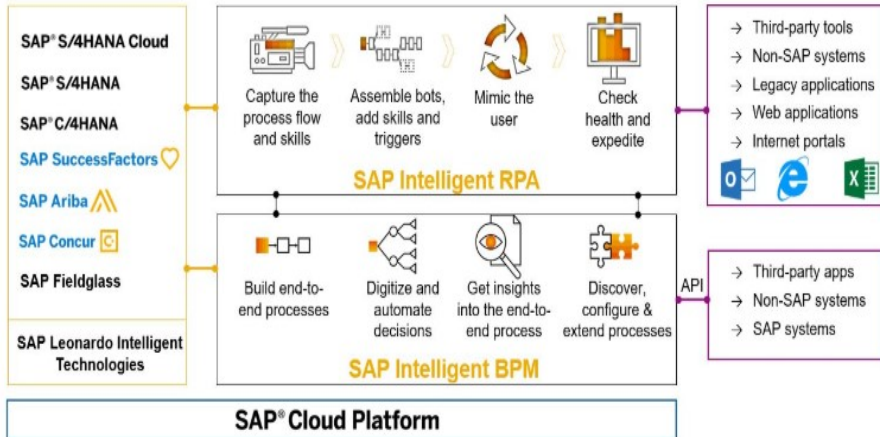 SAP® S/4HANA Cloud
SAP® S/4HANA
SAP® C/4HANA
SAP SuccessFactors
SAP Ariba
SAP Concur C.
SAP Fieldglass
SAP Leonardo Intelligent
Technologies
Capture the
process flow
and skills
Assemble bots,
add skills and
triggers
Mimic the
user
Check
health and
expedite
SAP Intelligent RPA
→ Third-party tools
→ Non-SAP systems
→ Legacy applications
→ Web applications
→ Internet portals
O
e
X
Build end-to-
end processes
Digitize and
automate
decisions
Get insights
into the end-to-
end process
Discover,
configure &
extend processes
SAP Intelligent BPM
API
→ Third-party apps
→ Non-SAP systems
→ SAP systems
SAP® Cloud Platform